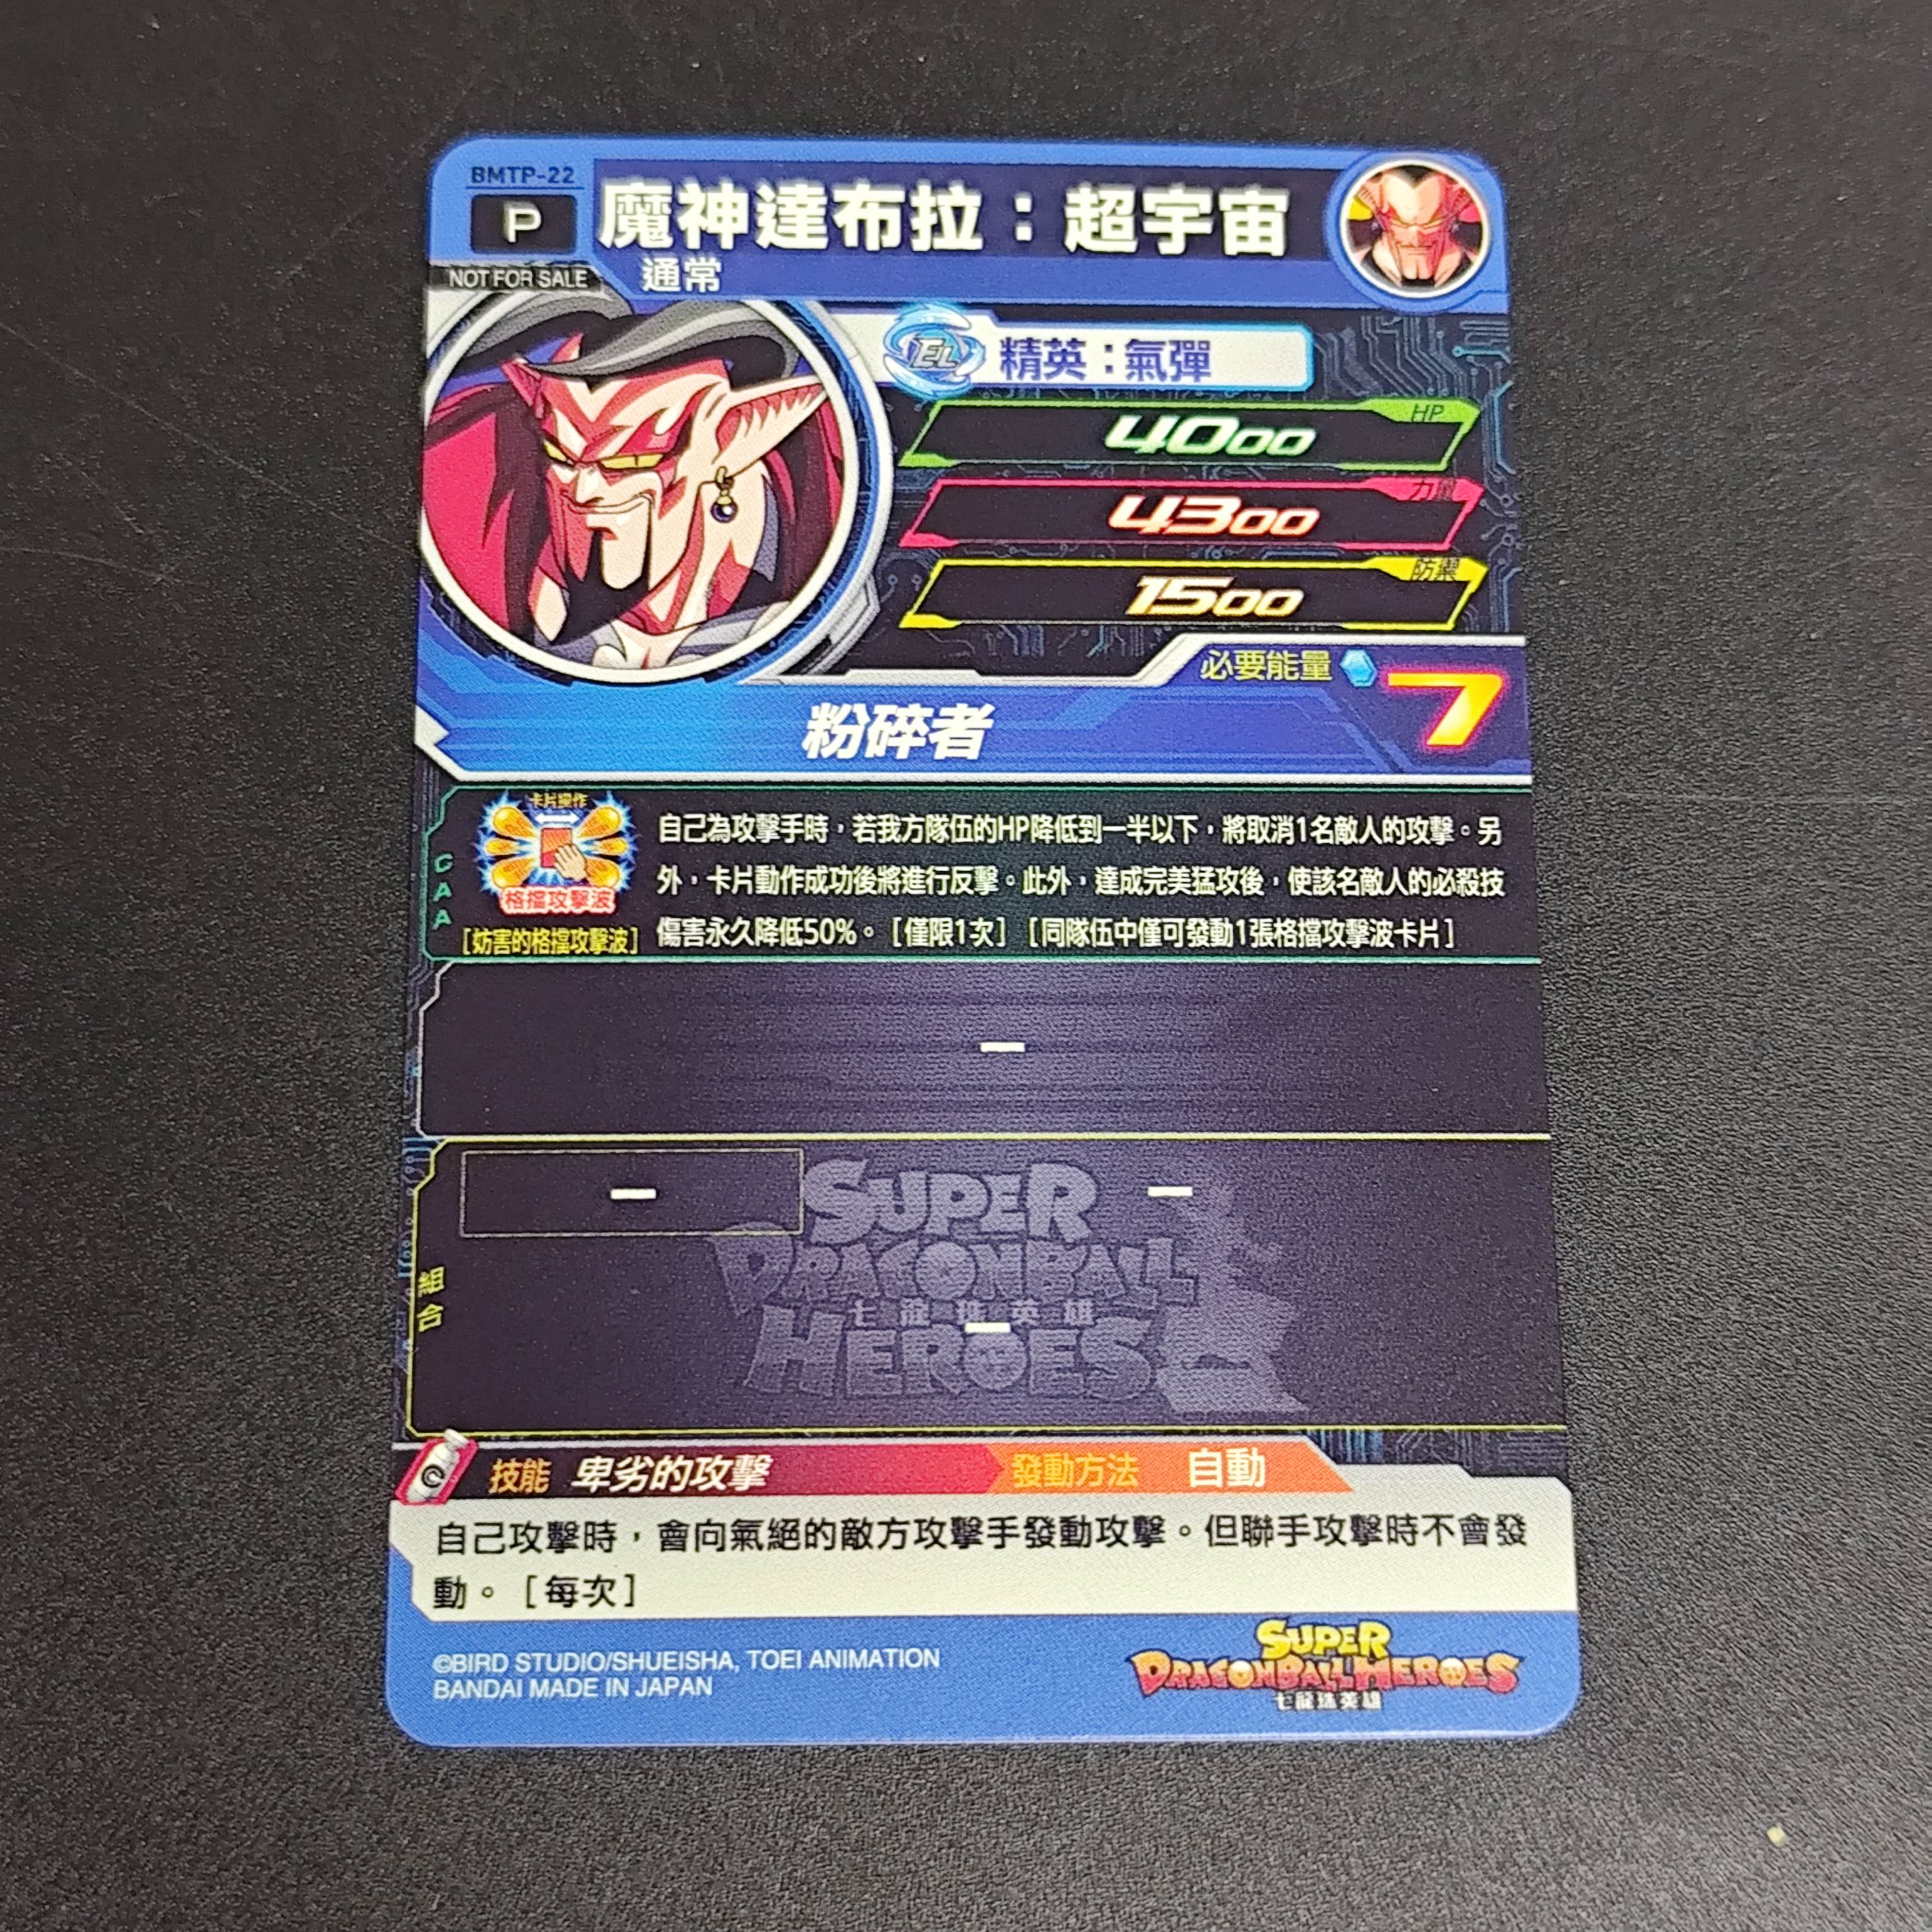 BMTP-22
P
NOT FOR SALE
魔神達布拉：超宇宙
通常
EL
精英：氣彈
HP
4000
力量
4300
防禦
1500
必要能量
7
粉碎者
CAA
卡片操作
格擋攻擊波
[妨害的格擋攻擊波]
自己為攻擊手時，若我方隊伍的HP降低到一半以下，將取消1名敵人的攻擊。另
外，卡片動作成功後將進行反擊。此外，達成完美猛攻後，使該名敵人的必殺技
傷害永久降低50%。[僅限1次] [同隊伍中僅可發動1張格擋攻擊波卡片]
–
–
–
組合
SUPER
DRAGONBALL
七龍珠英雄
HEROES
–
C
技能 卑劣的攻擊
發動方法 自動
自己攻擊時，會向氣絕的敵方攻擊手發動攻擊。但聯手攻擊時不會發
動。[每次]
©BIRD STUDIO/SHUEISHA, TOEI ANIMATION
BANDAI MADE IN JAPAN
SUPER
DRAGONBALL HEROES
七龍珠英雄